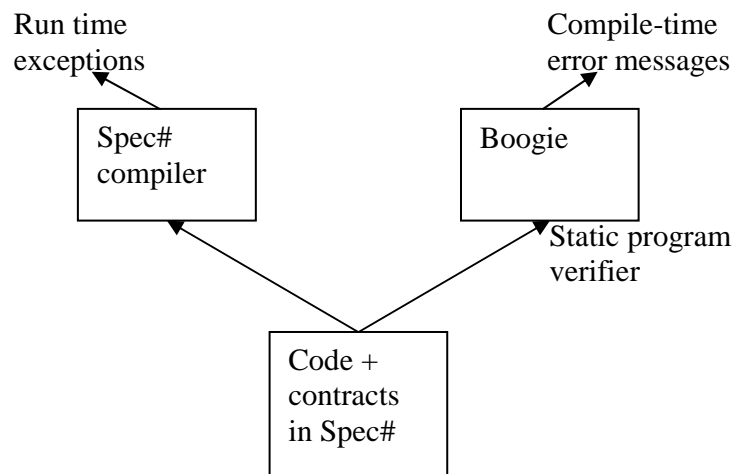 Run time
exceptions
Compile-time
error messages
Spec#
compiler
Boogie
Static program
verifier
Code +
contracts
in Spec#